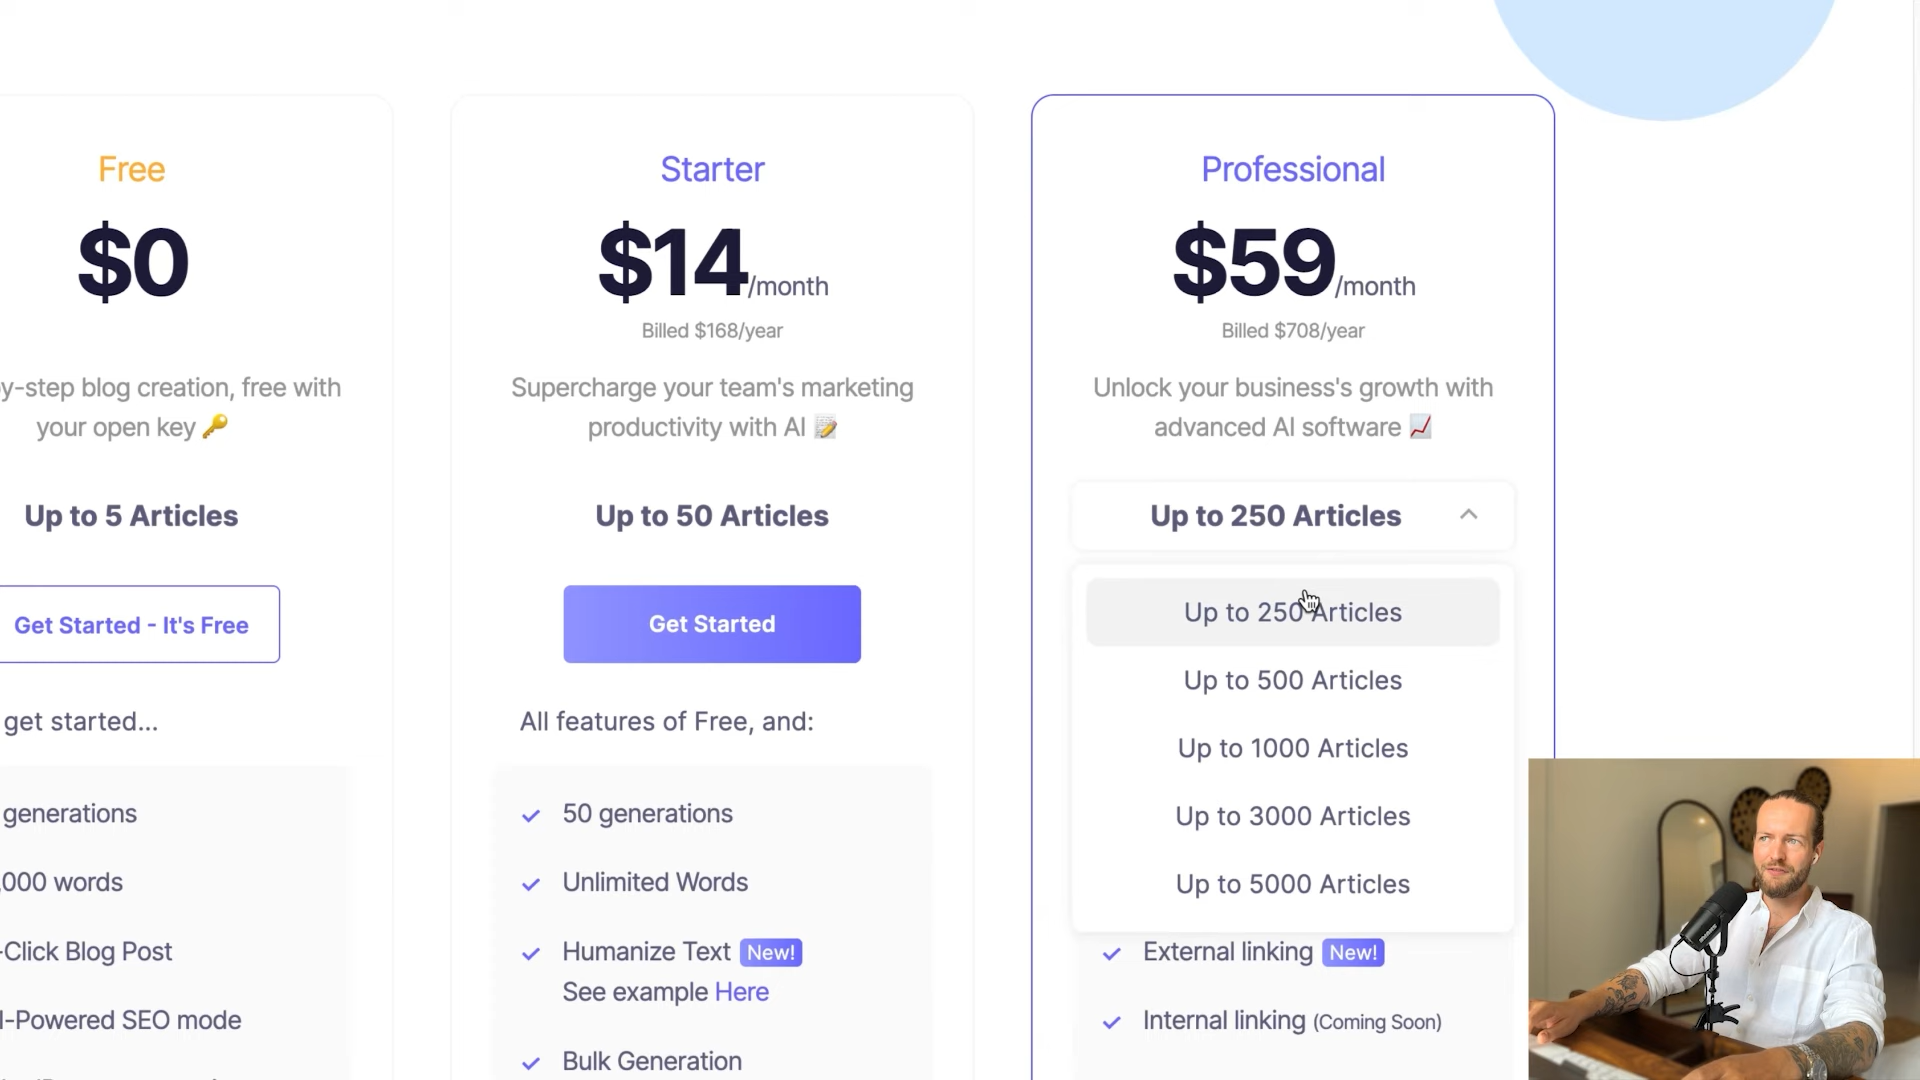 Free
$0
y-step blog creation, free with
your open key
Up to 5 Articles
Get Started - It's Free
get started...
generations
,000 words
-Click Blog Post
I-Powered SEO mode
Starter
$14/month
Billed $168/year
Supercharge your team's marketing
productivity with AI
Up to 50 Articles
Get Started
All features of Free, and:
50 generations
Unlimited Words
Humanize Text New!
See example Here
Bulk Generation
Professional
$59/month
Billed $708/year
Unlock your business's growth with
advanced AI software
Up to 250 Articles
Up to 250 Articles
Up to 500 Articles
Up to 1000 Articles
Up to 3000 Articles
Up to 5000 Articles
External linking New!
Internal linking (Coming Soon)